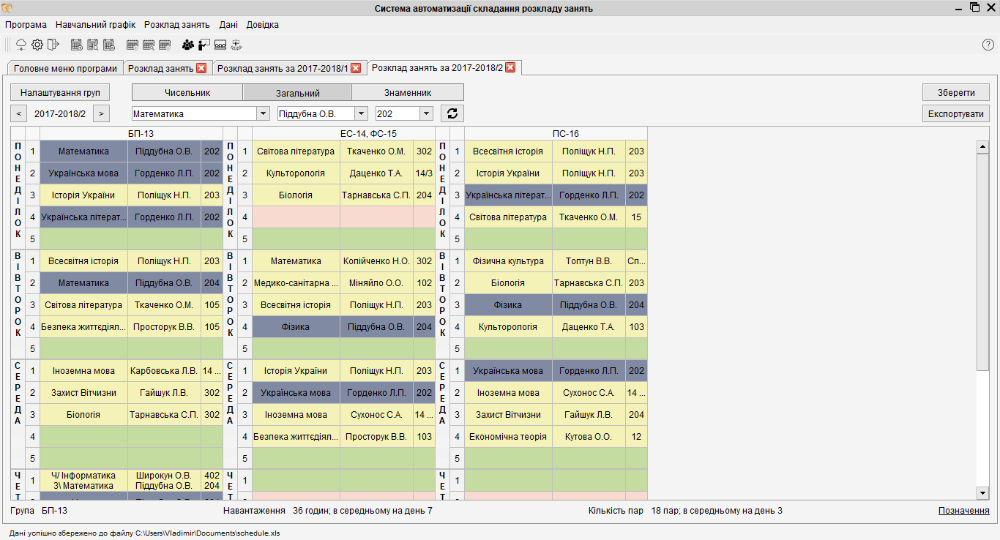 Система автоматизації складання розкладу занять
Програма Навчальний графік Розклад занять Дані Довідка
Головне меню програми Розклад занять Розклад занять за 2017-2018/1 Розклад занять за 2017-2018/2
Налаштування груп Чисельник Загальний Знаменник Зберегти
< 2017-2018/2 > Математика Піддубна О.В. 202 Експортувати
БП-13 ЕС-14, ФС-15 ПС-16
ПОНЕДІЛОК ПОНЕДІЛОК ПОНЕДІЛОК
1 Математика Піддубна О.В. 202 1 Світова література Ткаченко О.М. 302 1 Всесвітня історія Поліщук Н.П. 203
2 Українська мова Горденко Л.П. 202 2 Культорологія Даценко Т.А. 14/3 2 Історія України Поліщук Н.П. 203
3 Історія України Поліщук Н.П. 203 3 Біологія Тарнавська С.П. 204 3 Українська літерат... Горденко Л.П. 202
4 Українська літерат... Горденко Л.П. 202 4 4 Світова література Ткаченко О.М. 15
5 5 5
ВІВТОРОК ВІВТОРОК ВІВТОРОК
1 Всесвітня історія Поліщук Н.П. 203 1 Математика Копійченко Н.О. 302 1 Фізична культура Топтун В.В. Сп...
2 Математика Піддубна О.В. 204 2 Медико-санітарна ... Міняйло О.О. 102 2 Біологія Тарнавська С.П. 203
3 Світова література Ткаченко О.М. 105 3 Всесвітня історія Поліщук Н.П. 203 3 Фізика Піддубна О.В. 204
4 Безпека життєдіял... Просторук В.В. 105 4 Фізика Піддубна О.В. 204 4 Культорологія Даценко Т.А. 103
5 5 5
СЕРЕДА СЕРЕДА СЕРЕДА
1 Іноземна мова Карбовська Л.В. 14 ... 1 Історія України Поліщук Н.П. 203 1 Українська мова Горденко Л.П. 202
2 Захист Вітчизни Гайшук Л.В. 302 2 Українська мова Горденко Л.П. 202 2 Іноземна мова Сухонос С.А. 14 ...
3 Біологія Тарнавська С.П. 302 3 Іноземна мова Сухонос С.А. 14 ... 3 Захист Вітчизни Гайшук Л.В. 204
4 4 Безпека життєдіял... Просторук В.В. 103 4 Економічна теорія Кутова О.О. 12
5 5 5
ЧЕТ ЧЕТ ЧЕТ
1 Ч/ Інформатика Широкун О.В. 402 1 1
З\ Математика Піддубна О.В. 204
Група БП-13 Навантаження 36 годин; в середньому на день 7 Кількість пар 18 пар; в середньому на день 3 Позначення
Дані успішно збережено до файлу C:\Users\Vladimir\Documents\schedule.xls